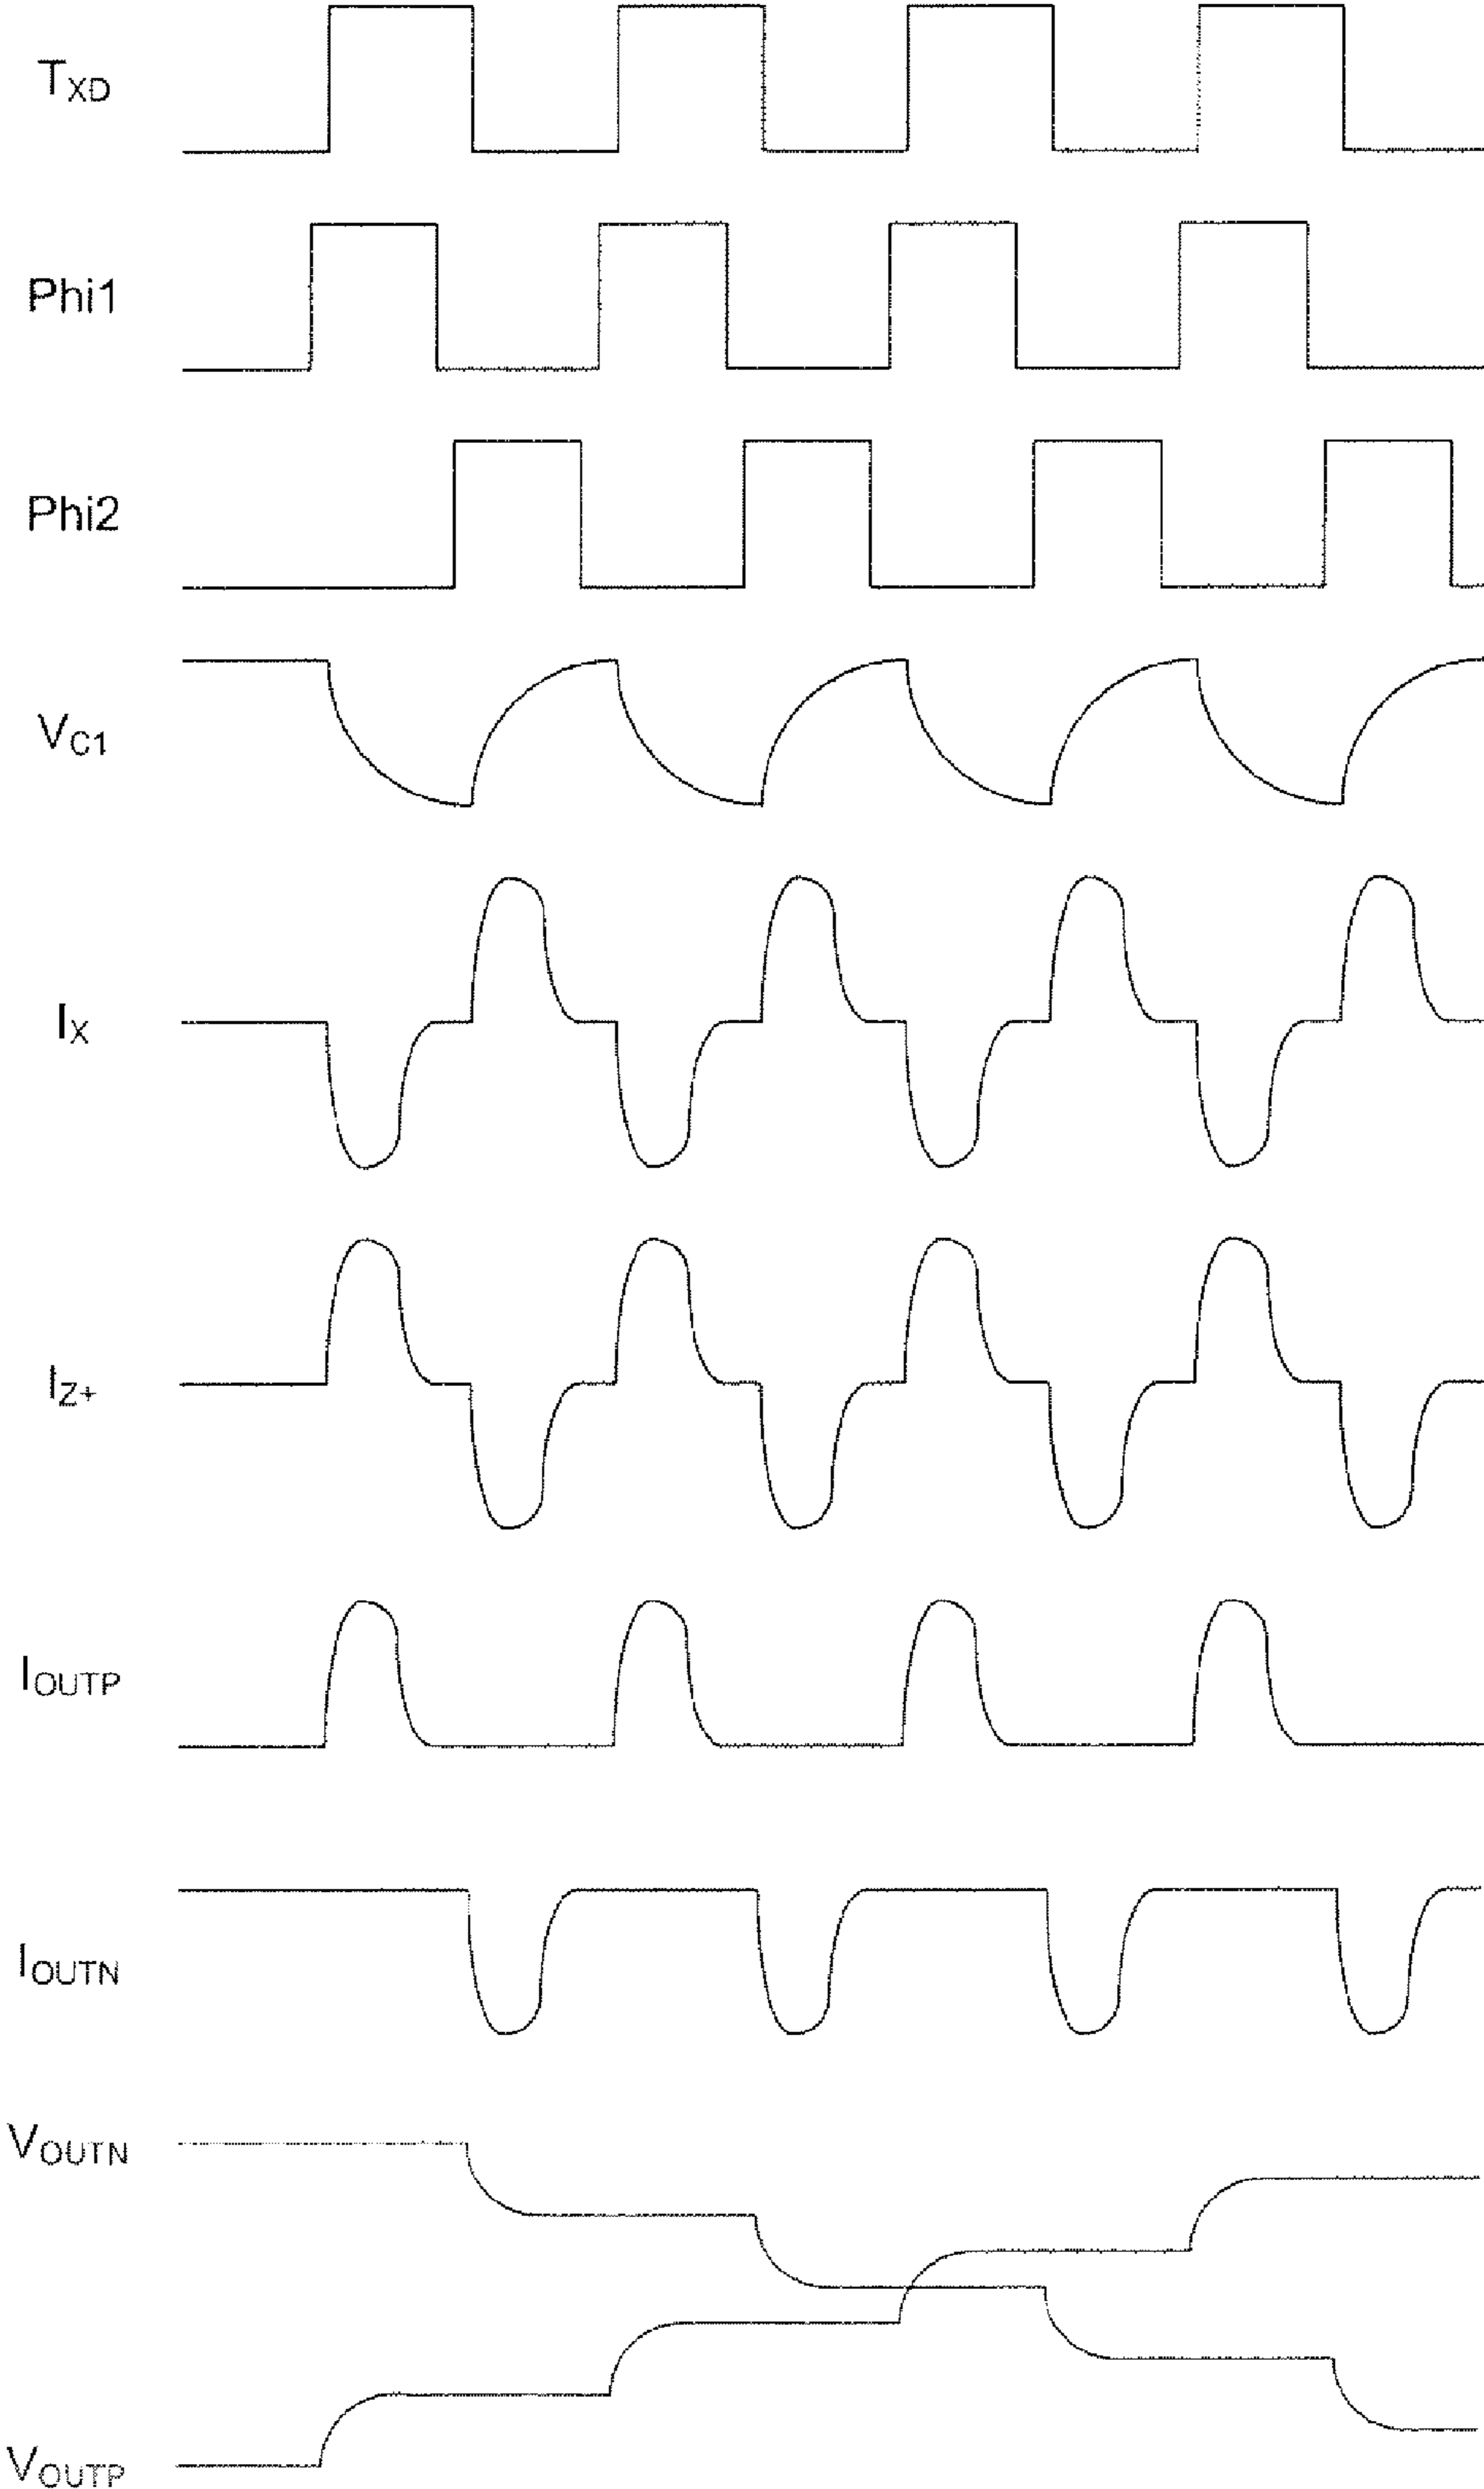 TXD
Phi1
Phi2
VC1
IX
IZ+
IOUTP
IOUTN
VOUTN
VOUTP